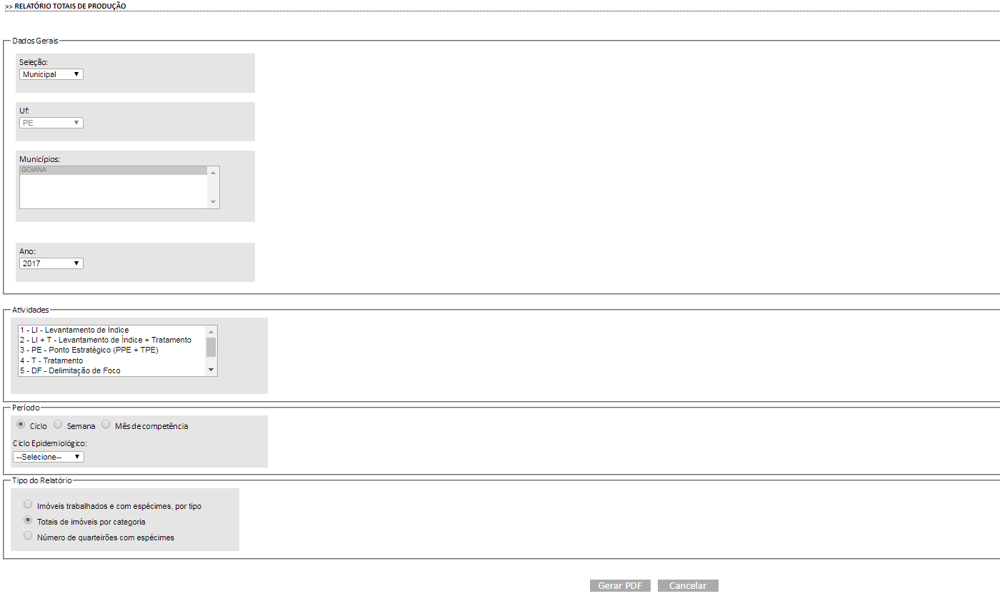 >> RELATÓRIO TOTAIS DE PRODUÇÃO
Dados Gerais
Seleção:
Municipal
Uf:
PE
Municípios:
GOIANA
Ano:
2017
Atividades
1 - LI - Levantamento de Índice
2 - LI + T - Levantamento de Índice + Tratamento
3 - PE - Ponto Estratégico (PPE + TPE)
4 - T - Tratamento
5 - DF - Delimitação de Foco
Período
Ciclo Semana Mês de competência
Ciclo Epidemiológico:
--Selecione--
Tipo do Relatório
Imóveis trabalhados e com espécimes, por tipo
Totais de imóveis por categoria
Número de quarteirões com espécimes
Gerar PDF Cancelar